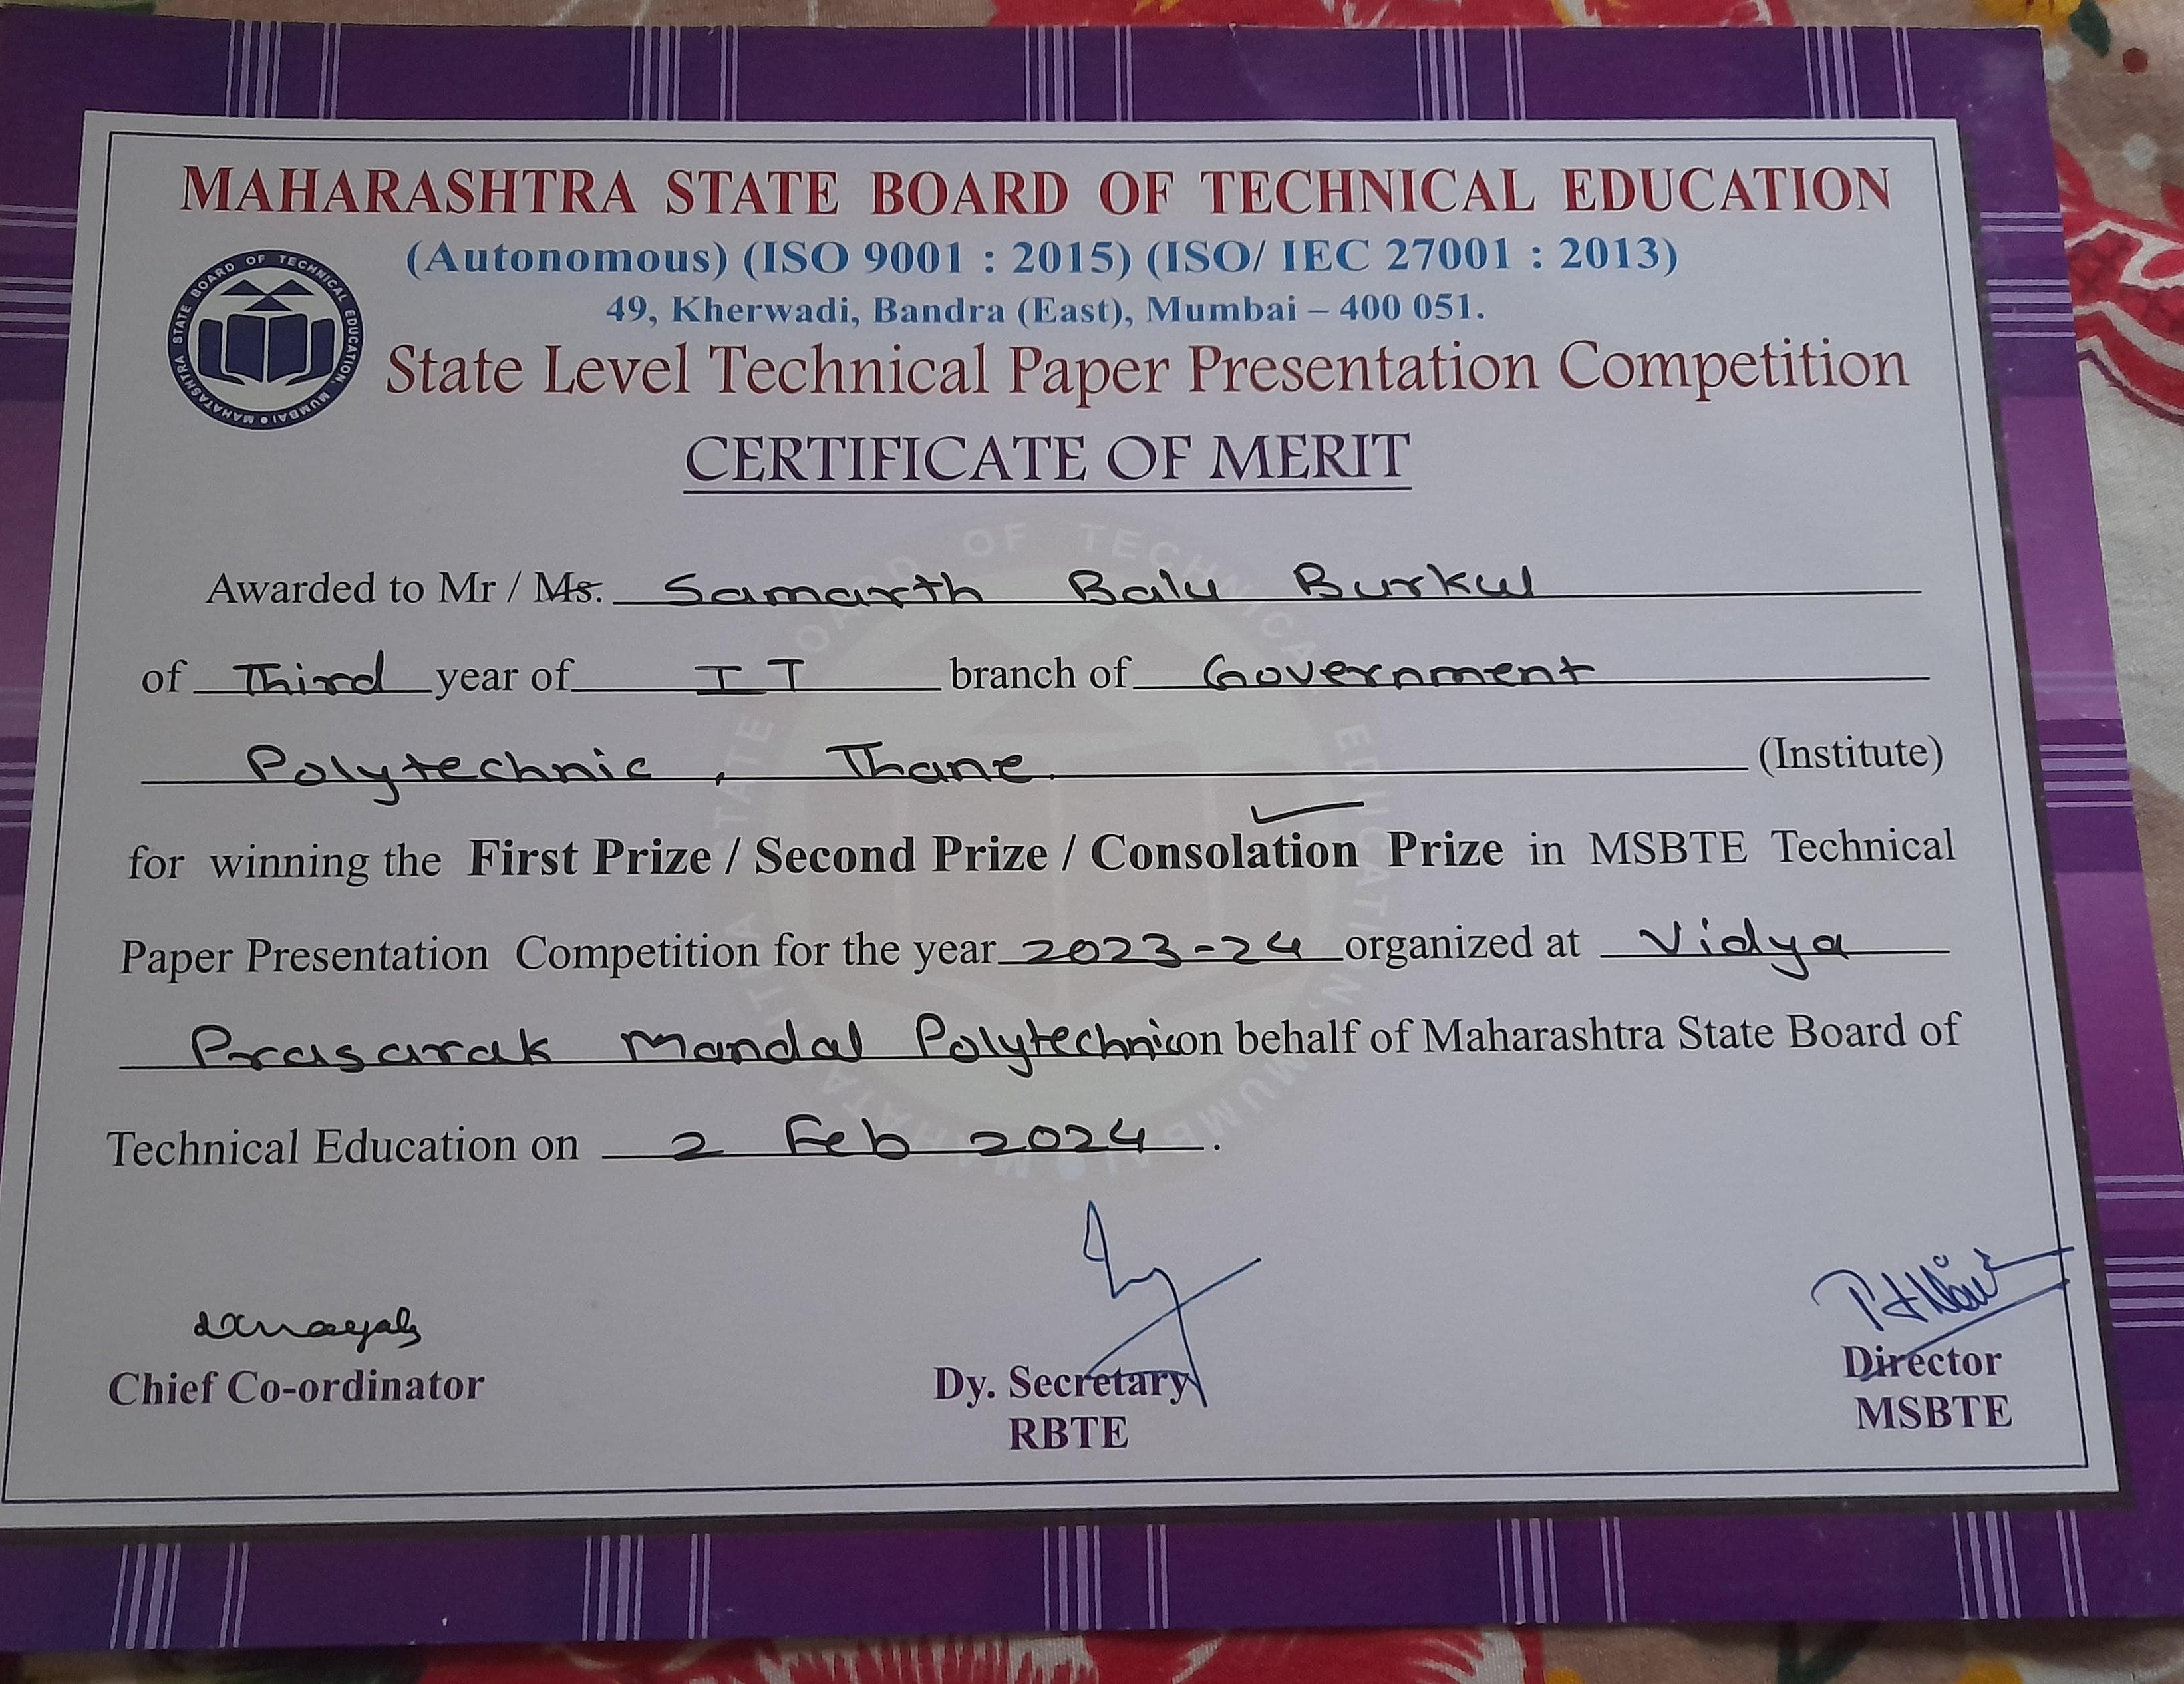 MAHARASHTRA STATE BOARD OF TECHNICAL EDUCATION
(Autonomous) (ISO 9001 : 2015) (ISO/ IEC 27001 : 2013)
49, Kherwadi, Bandra (East), Mumbai – 400 051.
MAHATASHTRA STATE BOARD OF TECHNICAL EDUCATION, MUMBAI
State Level Technical Paper Presentation Competition
CERTIFICATE OF MERIT
Awarded to Mr / Ms. Samarth Balu Burkul
of Third year of IT branch of Government
Polytechnic, Thane. (Institute)
for winning the First Prize / Second Prize / Consolation Prize in MSBTE Technical
Paper Presentation Competition for the year 2023-24 organized at Vidya
Prasarak Mandal Polytechnic on behalf of Maharashtra State Board of
Technical Education on 2 Feb 2024.
Chief Co-ordinator
Dy. Secretary
RBTE
Director
MSBTE